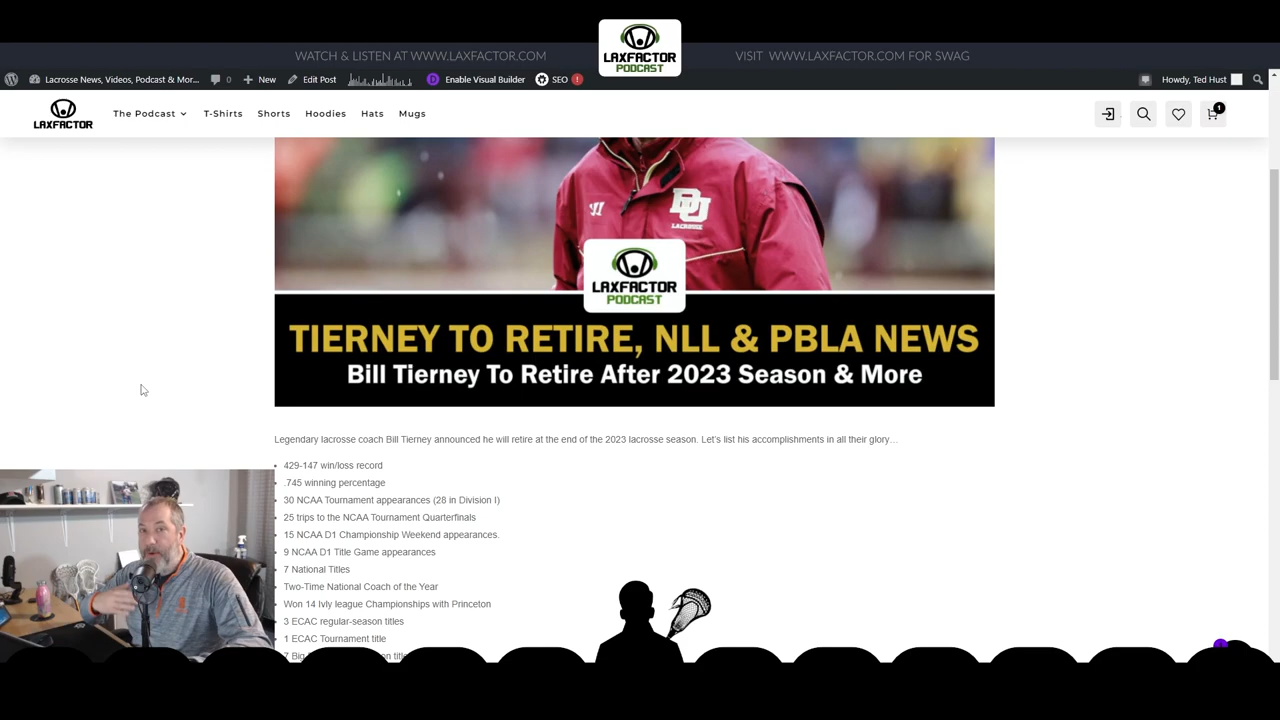 WATCH & LISTEN AT WWW.LAXFACTOR.COM
LAXFACTOR
PODCAST
VISIT WWW.LAXFACTOR.COM FOR SWAG
Lacrosse News, Videos, Podcast & Mor... 0 New Edit Post Enable Visual Builder SEO ! Howdy, Ted Hust
LAXFACTOR
The Podcast T-Shirts Shorts Hoodies Hats Mugs 1
DU
LACROSSE
LAXFACTOR
PODCAST
TIERNEY TO RETIRE, NLL & PBLA NEWS
Bill Tierney To Retire After 2023 Season & More
Legendary lacrosse coach Bill Tierney announced he will retire at the end of the 2023 lacrosse season. Let's list his accomplishments in all their glory…
429-147 win/loss record
.745 winning percentage
30 NCAA Tournament appearances (28 in Division I)
25 trips to the NCAA Tournament Quarterfinals
15 NCAA D1 Championship Weekend appearances.
9 NCAA D1 Title Game appearances
7 National Titles
Two-Time National Coach of the Year
Won 14 Ivly league Championships with Princeton
3 ECAC regular-season titles
1 ECAC Tournament title
7 Big